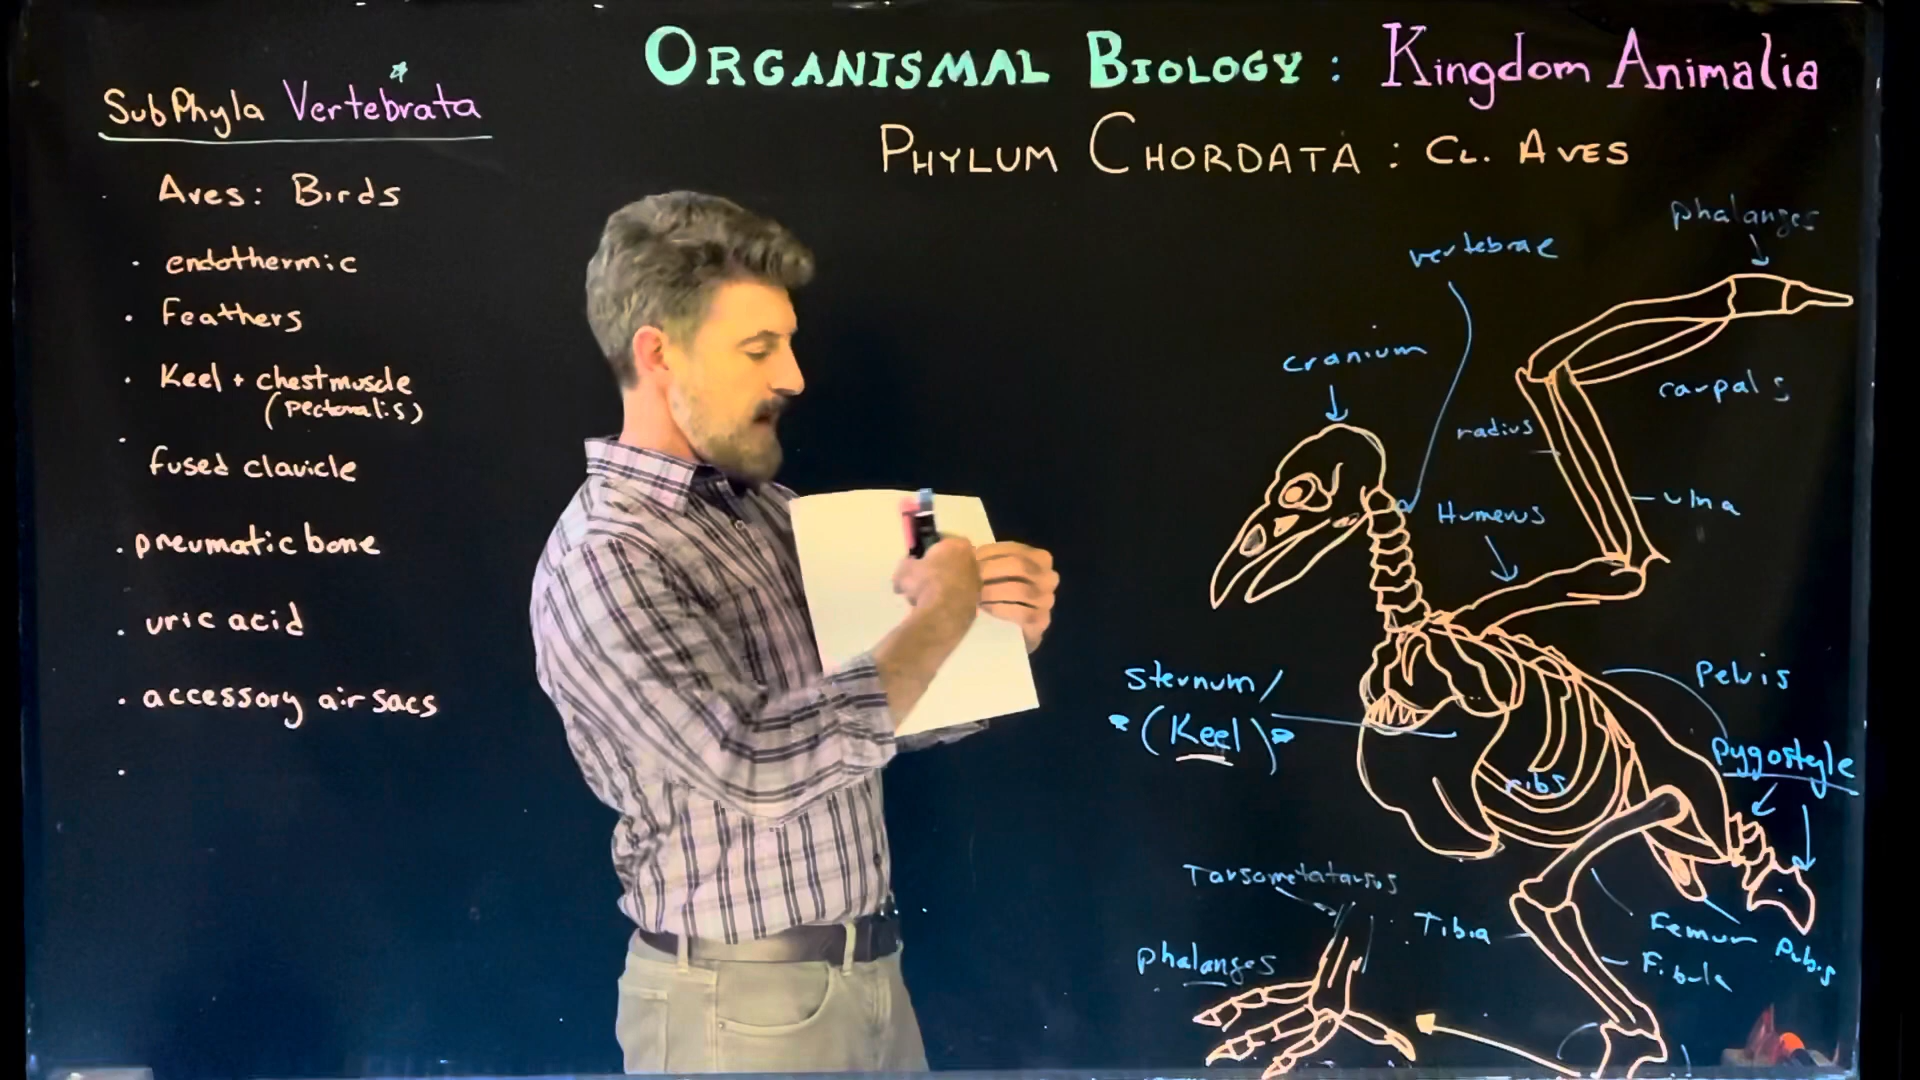 ORGANISMAL BIOLOGY : Kingdom Animalia
PHYLUM CHORDATA : CL. AVES
SubPhyla Vertebrata
Aves: Birds
• endothermic
• Feathers
• Keel + chest muscle
(pectoralis)
• fused clavicle
• pneumatic bone
• uric acid
• accessory air sacs
•
phalanges
vertebrae
cranium
carpals
radius
ulna
Humerus
sternum/
(Keel)
Pelvis
pygostyle
ribs
Tarsometatarsus
Tibia
Femur
Pubis
Fibula
phalanges